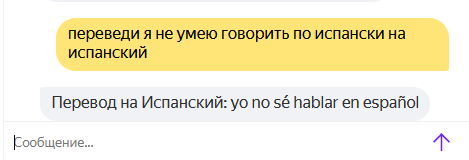 переведи я не умею говорить по испански на
испанский
Перевод на Испанский: yo no sé hablar en español
Сообщение...